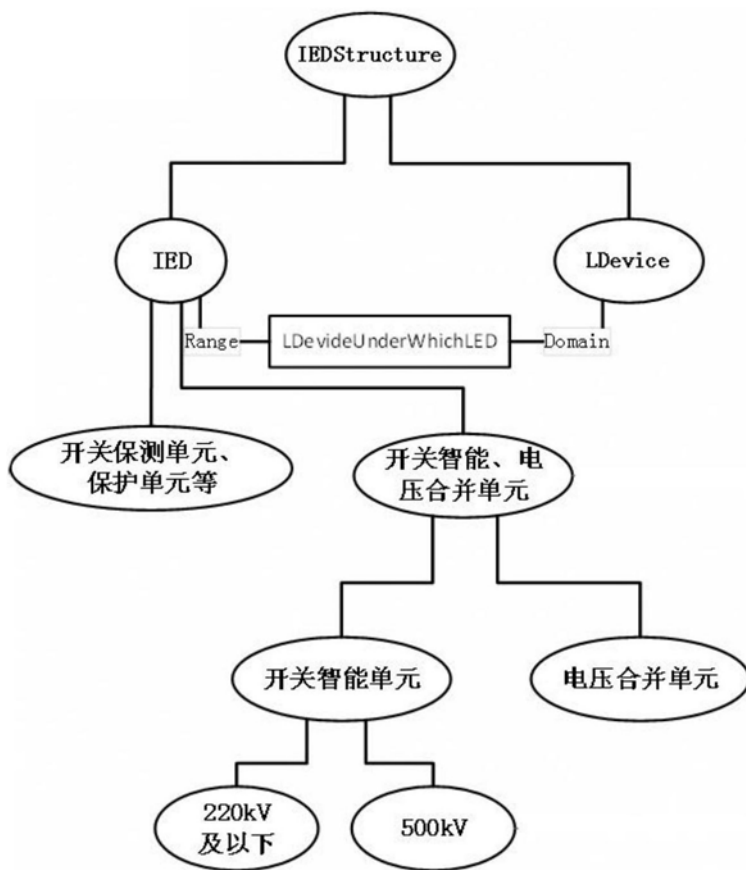 IEDStructure
IED
LDevice
Range
LDevideUnderWhichLED
Domain
开关保测单元、
保护单元等
开关智能、电
压合并单元
开关智能单元
电压合并单元
220kV
及以下
500kV